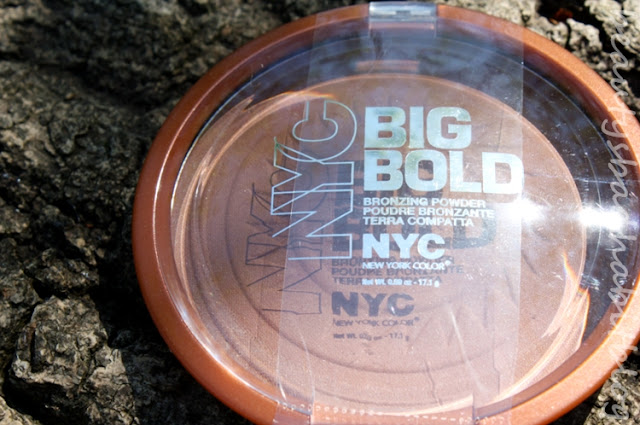 NYC
BIG
BOLD
BRONZING POWDER
POUDRE BRONZANTE
TERRA COMPATTA
NYC
NEW YORK COLOR
Net Wt. 0.60 oz - 17.1 g